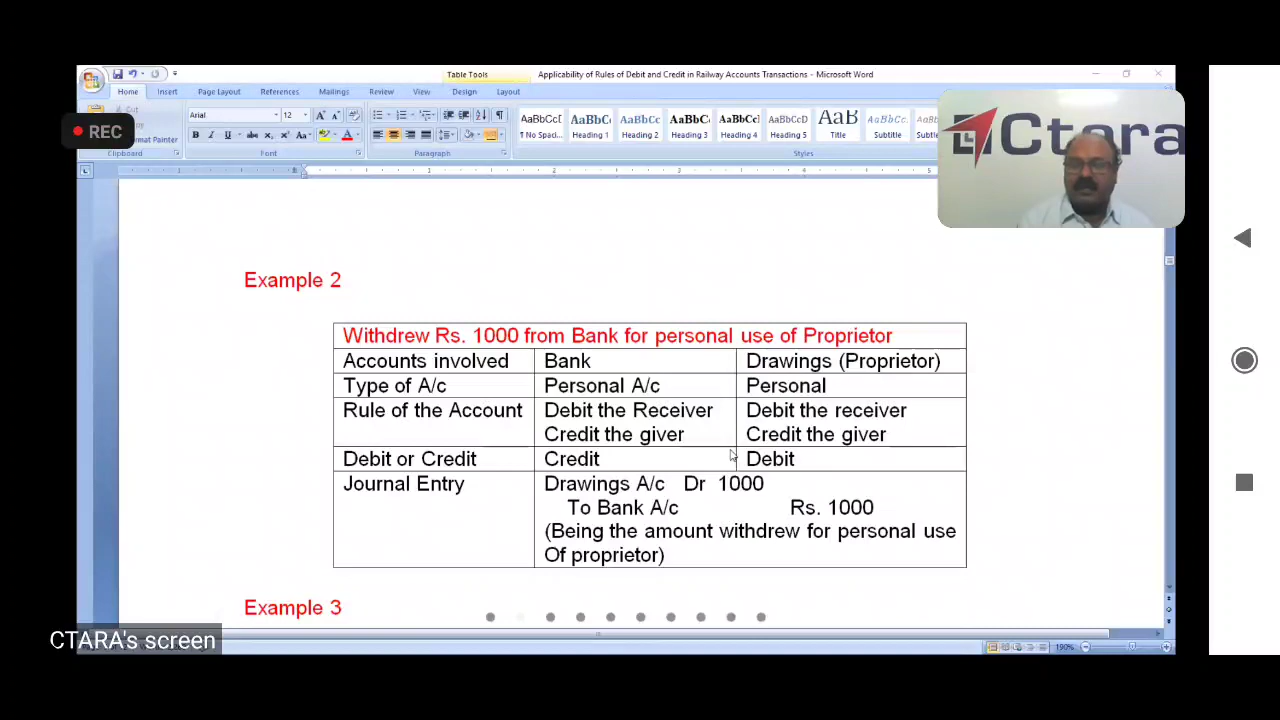 Table Tools
Applicability of Rules of Debit and Credit in Railway Accounts Transactions - Microsoft Word
Home Insert Page Layout References Mailings Review View Design Layout
REC
Cut
Format Painter
Clipboard
Arial 12
Font
Paragraph
AaBbCcI AaBbCc AaBbCc AaBbCc AaBbCc AaBbCcD AaB AaBbCc.
¶ No Spaci... Heading 1 Heading 2 Heading 3 Heading 4 Heading 5 Title Subtitle Subtle
Styles
Ctara
Example 2
Withdrew Rs. 1000 from Bank for personal use of Proprietor
Accounts involved Bank Drawings (Proprietor)
Type of A/c Personal A/c Personal
Rule of the Account Debit the Receiver Debit the receiver
Credit the giver Credit the giver
Debit or Credit Credit Debit
Journal Entry Drawings A/c Dr 1000
To Bank A/c Rs. 1000
(Being the amount withdrew for personal use
Of proprietor)
Example 3
CTARA's screen
190%